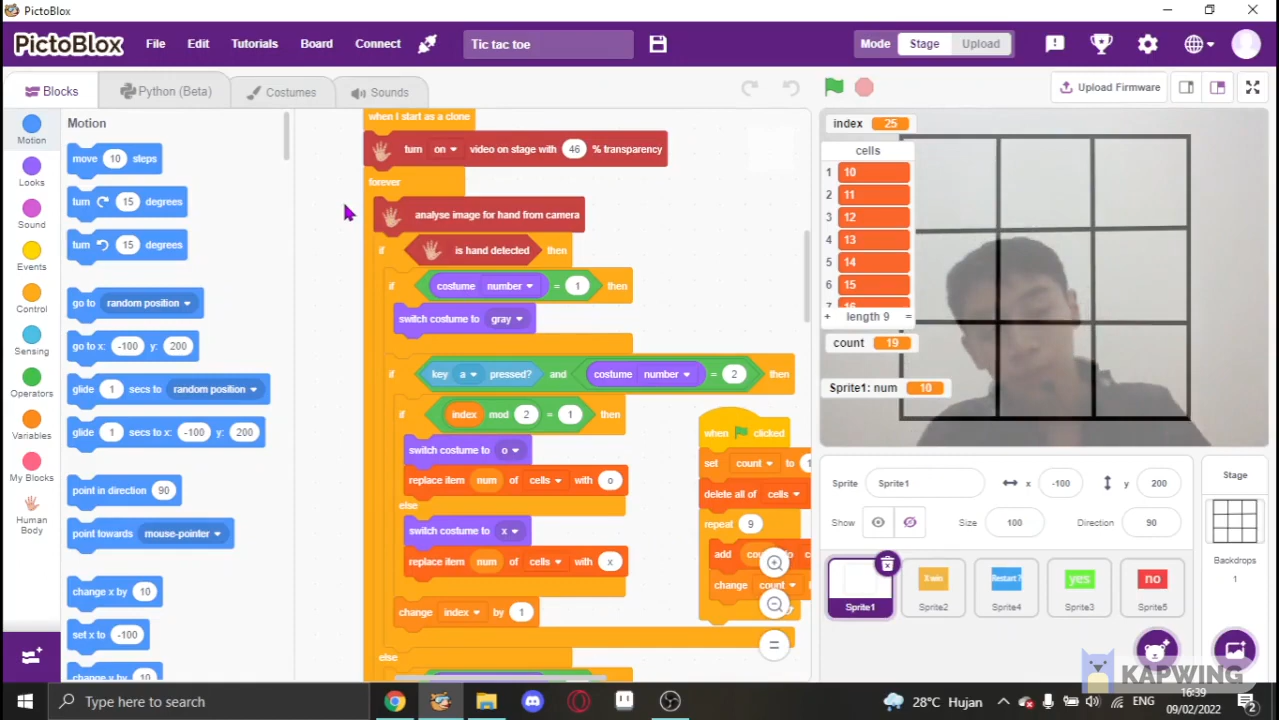 PictoBlox
PictoBlox File Edit Tutorials Board Connect Tic tac toe Mode Stage Upload
Blocks Python (Beta) Costumes Sounds Upload Firmware
Motion
Looks
Sound
Events
Control
Sensing
Operators
Variables
My Blocks
Human
Body
Motion
move 10 steps
turn 15 degrees
turn 15 degrees
go to random position
go to x: -100 y: 200
glide 1 secs to random position
glide 1 secs to x: -100 y: 200
point in direction 90
point towards mouse-pointer
change x by 10
set x to -100
change y by 10
when I start as a clone
turn on video on stage with 46 % transparency
forever
analyse image for hand from camera
if is hand detected then
if costume number = 1 then
switch costume to gray
if key a pressed? and costume number = 2 then
if index mod 2 = 1 then
switch costume to o
replace item num of cells with o
else
switch costume to x
replace item num of cells with x
change index by 1
else
when clicked
set count to 1
delete all of cells
repeat 9
add
change count
index 25
cells
1 10
2 11
3 12
4 13
5 14
6 15
7 16
+ length 9 =
count 19
Sprite1: num 10
Sprite Sprite1 x -100 y 200
Show Size 100 Direction 90
Sprite1
X win
Sprite2
Restart ?
Sprite4
yes
Sprite3
no
Sprite5
Stage
Backdrops
1
KAPWING
Type here to search
28°C Hujan ENG
16:39
09/02/2022
2